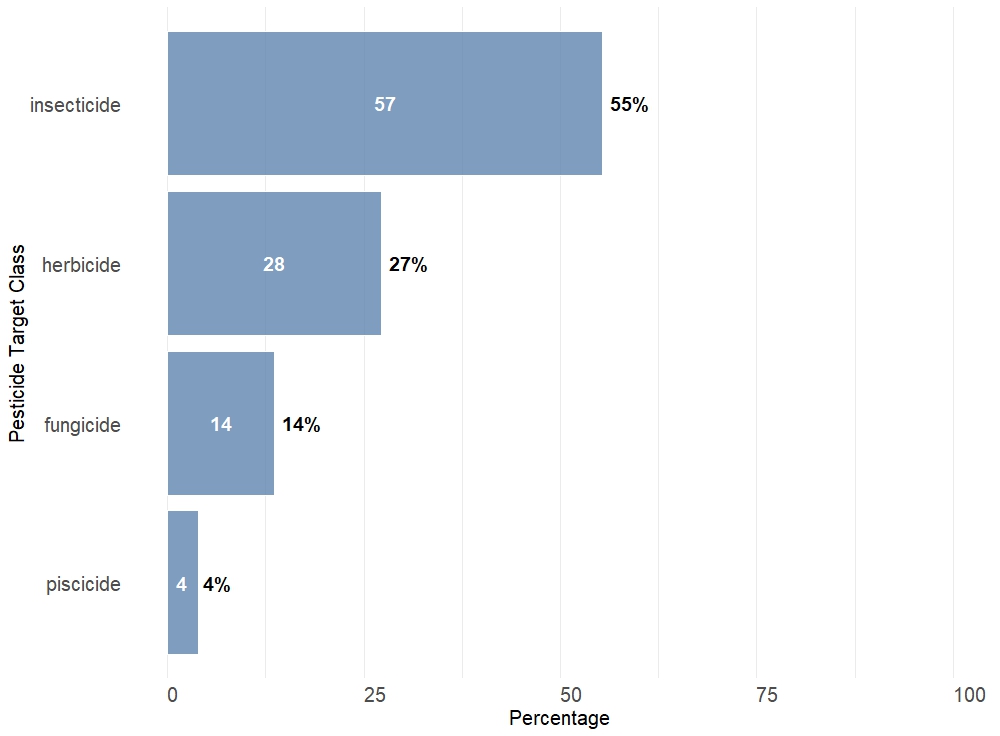 insecticide
57
55%
herbicide
28
27%
Pesticide Target Class
fungicide
14
14%
piscicide
4
4%
0 25 50 75 100
Percentage